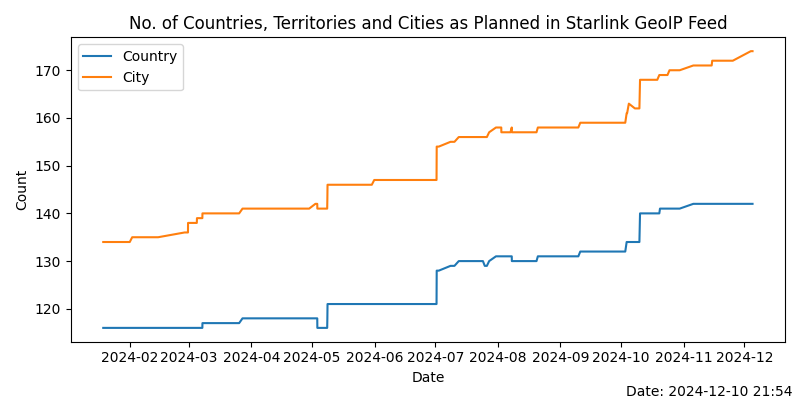 No. of Countries, Territories and Cities as Planned in Starlink GeoIP Feed
Country
City
170
160
150
140
130
120
Count
2024-02 2024-03 2024-04 2024-05 2024-06 2024-07 2024-08 2024-09 2024-10 2024-11 2024-12
Date
Date: 2024-12-10 21:54